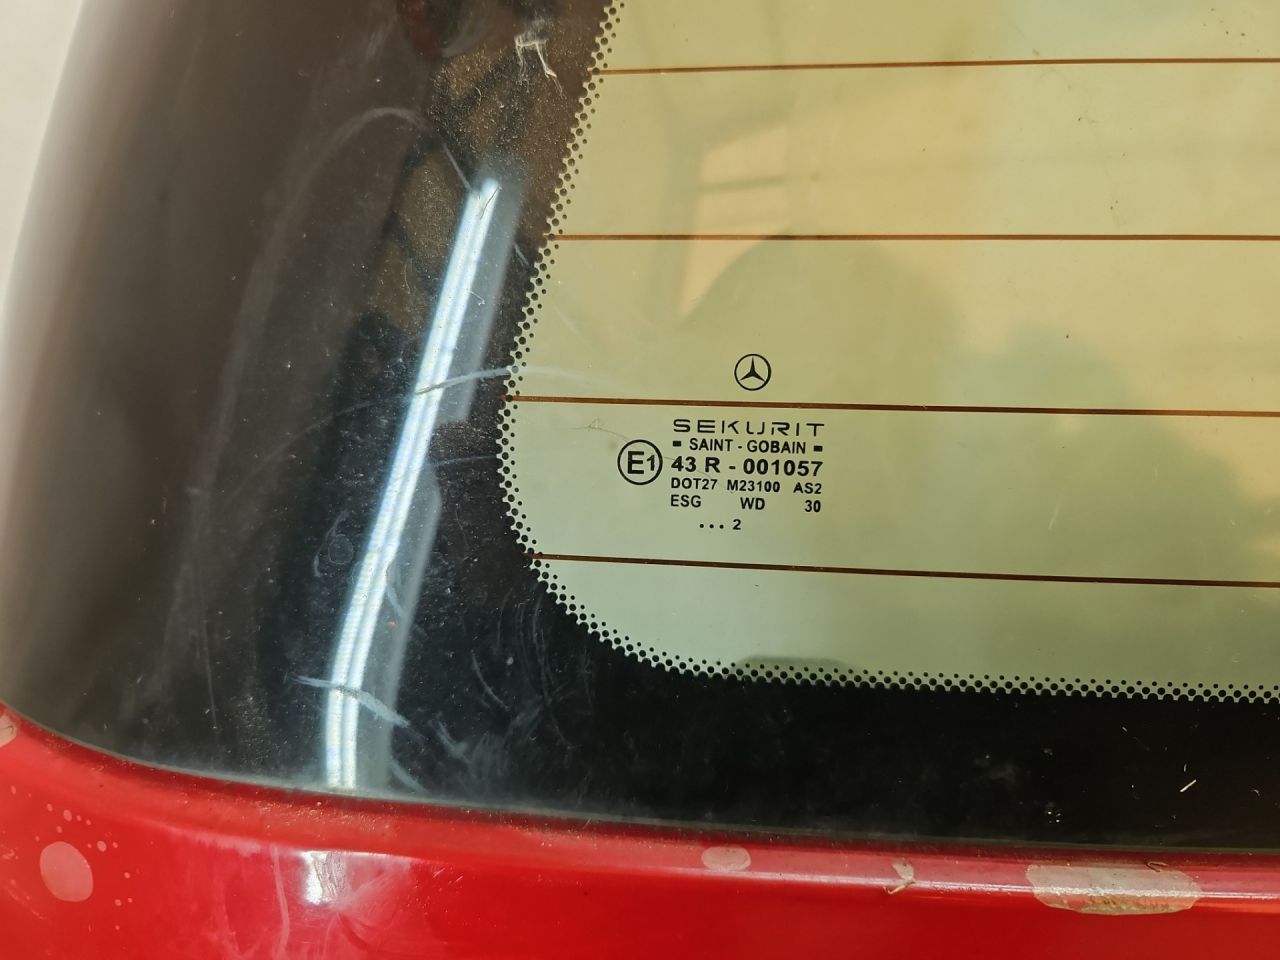 SEKURIT
SAINT - GOBAIN
E1
43 R - 001057
DOT27 M23100 AS2
ESG WD 30
... 2